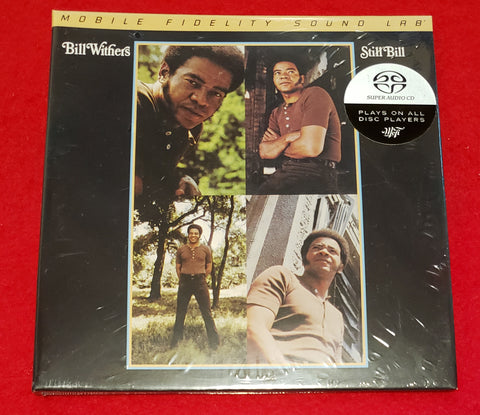 MOBILE FIDELITY SOUND LAB
Bill Withers
Still Bill
SUPER AUDIO CD
PLAYS ON ALL
DISC PLAYERS